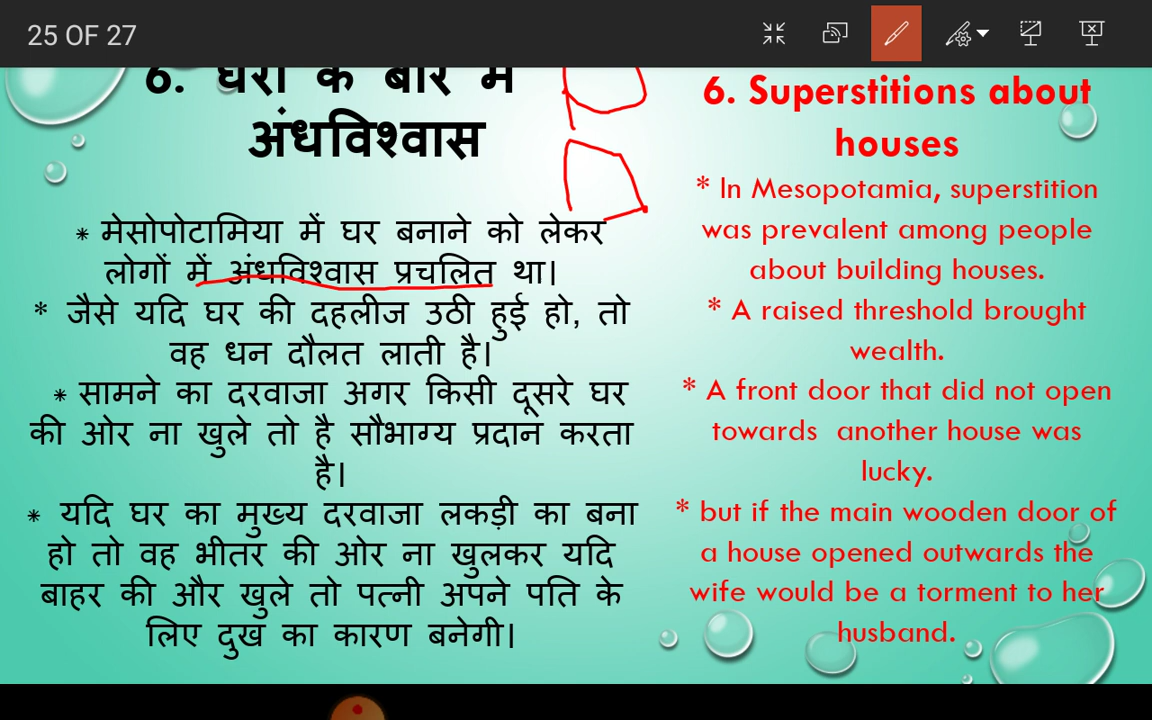 25 OF 27
6. घरों के बारे में
अंधविश्वास
* मेसोपोटामिया में घर बनाने को लेकर
लोगों में अंधविश्वास प्रचलित था।
* जैसे यदि घर की दहलीज उठी हुई हो, तो
वह धन दौलत लाती है।
* सामने का दरवाजा अगर किसी दूसरे घर
की ओर ना खुले तो है सौभाग्य प्रदान करता
है।
* यदि घर का मुख्य दरवाजा लकड़ी का बना
हो तो वह भीतर की ओर ना खुलकर यदि
बाहर की और खुले तो पत्नी अपने पति के
लिए दुख का कारण बनेगी।
6. Superstitions about
houses
* In Mesopotamia, superstition
was prevalent among people
about building houses.
* A raised threshold brought
wealth.
* A front door that did not open
towards another house was
lucky.
* but if the main wooden door of
a house opened outwards the
wife would be a torment to her
husband.